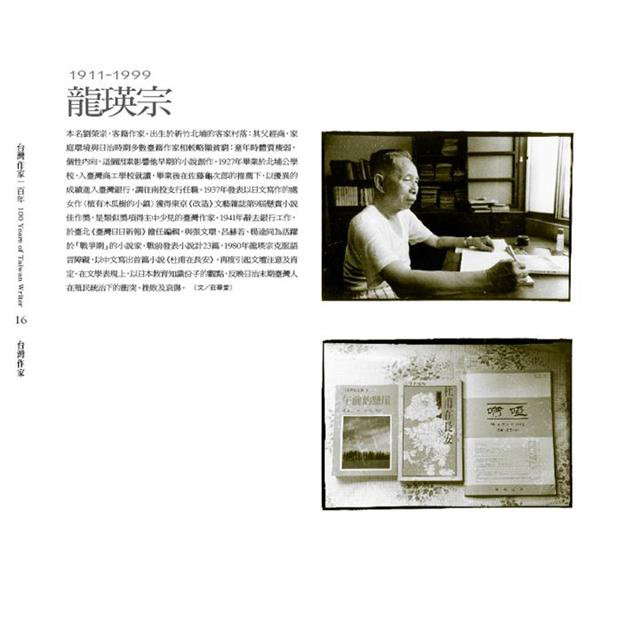 1911-1999
龍瑛宗
本名劉榮宗，客籍作家，出生於新竹北埔的客家村落；其父經商，家
庭環境與日治時期多數臺籍作家相較略顯貧窮；童年時體質瘦弱、
個性內向，這個因素影響他早期的小說創作。1927年畢業於北埔公學
校，入臺灣商工學校就讀，畢業後在佐藤龜次郎的推薦下，以優異的
成績進入臺灣銀行，調往南投支行任職。1937年發表以日文寫作的處
女作〈植有木瓜樹的小鎮〉獲得東京《改造》文藝雜誌第9屆懸賞小說
佳作獎，是類似獎項得主中少見的臺灣作家。1941年辭去銀行工作，
於臺北《臺灣日日新報》擔任編輯，與張文環、呂赫若、楊逵同為活躍
於「戰爭期」的小說家，戰前發表小說計23篇。1980年龍瑛宗克服語
言障礙，以中文寫出首篇小說《杜甫在長安》，再度引起文壇注意及肯
定。在文學表現上，以日本教育知識份子的觀點，反映日治末期臺灣人
在殖民統治下的衝突、挫敗及哀傷。（文／莊華堂）
台灣作家一百年 100 Years of Taiwan Writer
16
台灣作家
午前的懸崖
杜甫在長安